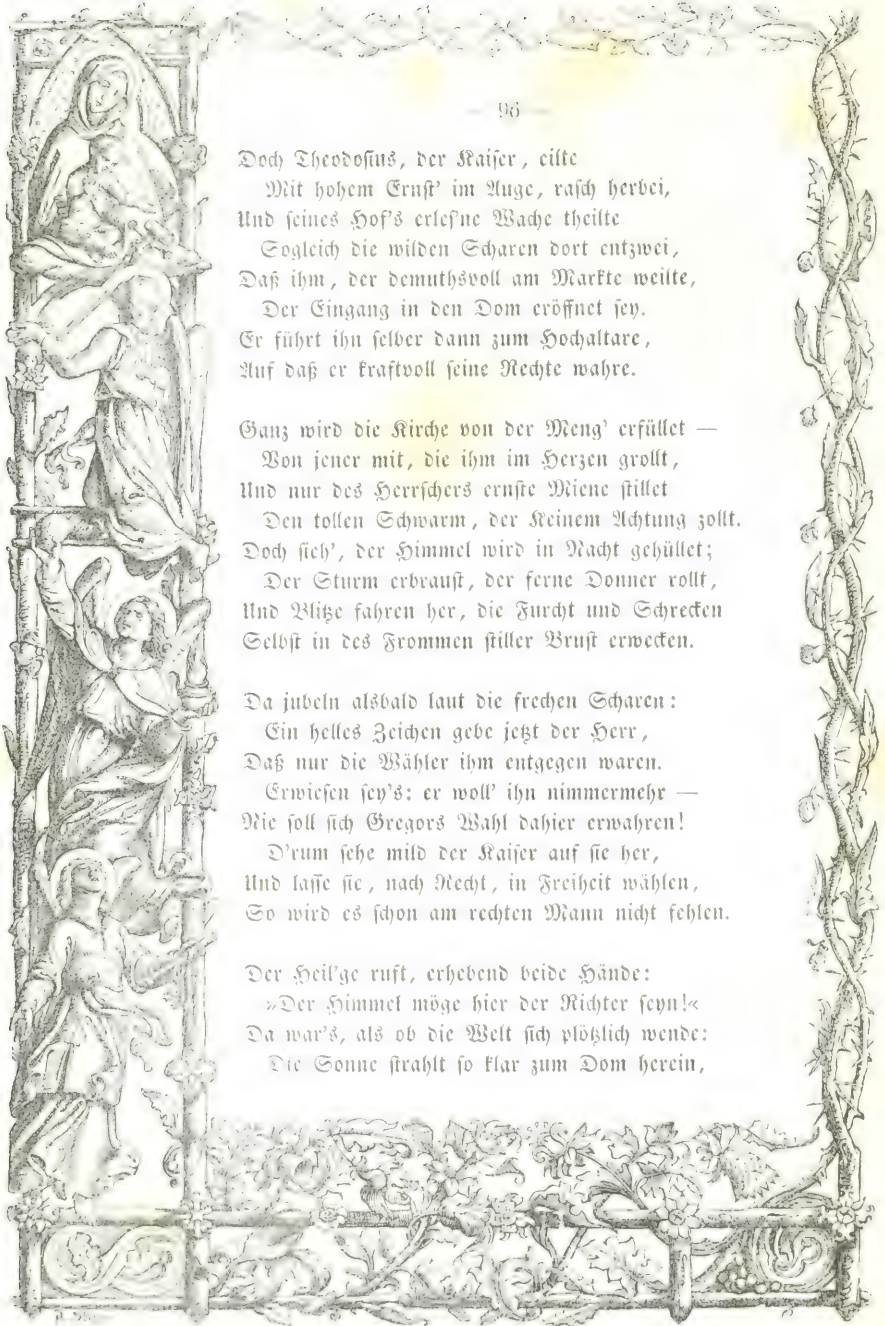 — 96 —
Doch Theodosius, der Kaiser, eilte
Mit hohem Ernst' im Auge, rasch herbei,
Und seines Hof's erles'ne Wache theilte
Sogleich die wilden Scharen dort entzwei,
Daß ihm, der demuthsvoll am Markte weilte,
Der Eingang in den Dom eröffnet sey.
Er führt ihn selber dann zum Hochaltare,
Auf daß er kraftvoll seine Rechte wahre.
Ganz wird die Kirche von der Meng' erfüllet —
Von jener mit, die ihm im Herzen grollt,
Und nur des Herrschers ernste Miene stillet
Den tollen Schwarm, der Keinem Achtung zollt.
Doch sieh', der Himmel wird in Nacht gehüllet;
Der Sturm erbraust, der ferne Donner rollt,
Und Blitze fahren her, die Furcht und Schrecken
Selbst in des Frommen stiller Brust erwecken.
Da jubeln alsbald laut die frechen Scharen:
Ein helles Zeichen gebe jetzt der Herr,
Daß nur die Wähler ihm entgegen waren.
Erwiesen sey's: er woll' ihn nimmermehr —
Nie soll sich Gregors Wahl dahier erwahren!
D'rum sehe mild der Kaiser auf sie her,
Und lasse sie, nach Recht, in Freiheit wählen,
So wird es schon am rechten Mann nicht fehlen.
Der Heil'ge ruft, erhebend beide Hände:
»Der Himmel möge hier der Richter seyn!«
Da war's, als ob die Welt sich plötzlich wende:
Die Sonne strahlt so klar zum Dom herein,